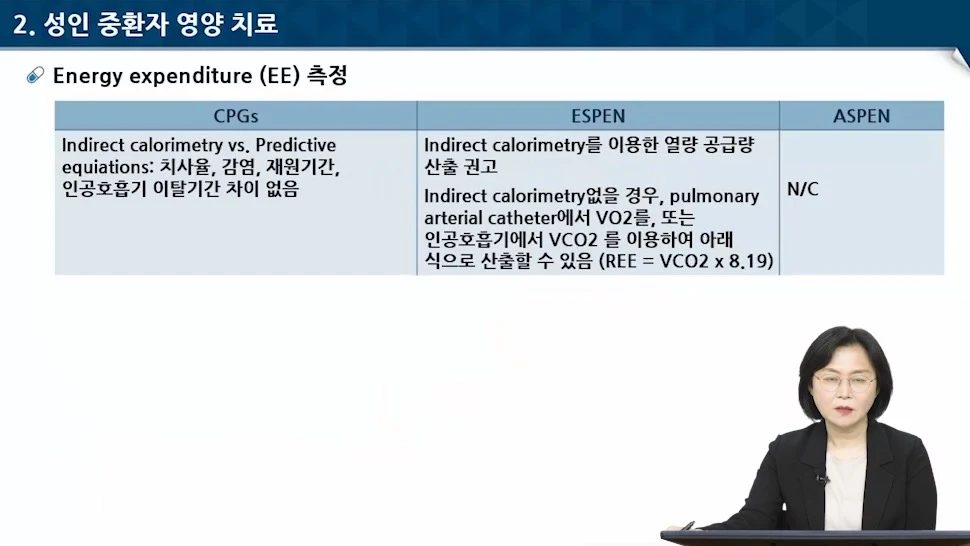 2. 성인 중환자 영양 치료
Energy expenditure (EE) 측정
CPGs
ESPEN
ASPEN
Indirect calorimetry vs. Predictive
equiations: 치사율, 감염, 재원기간,
인공호흡기 이탈기간 차이 없음
Indirect calorimetry를 이용한 열량 공급량
산출 권고
Indirect calorimetry없을 경우, pulmonary
arterial catheter에서 VO2를, 또는
인공호흡기에서 VCO2 를 이용하여 아래
식으로 산출할 수 있음 (REE = VCO2 x 8.19)
N/C